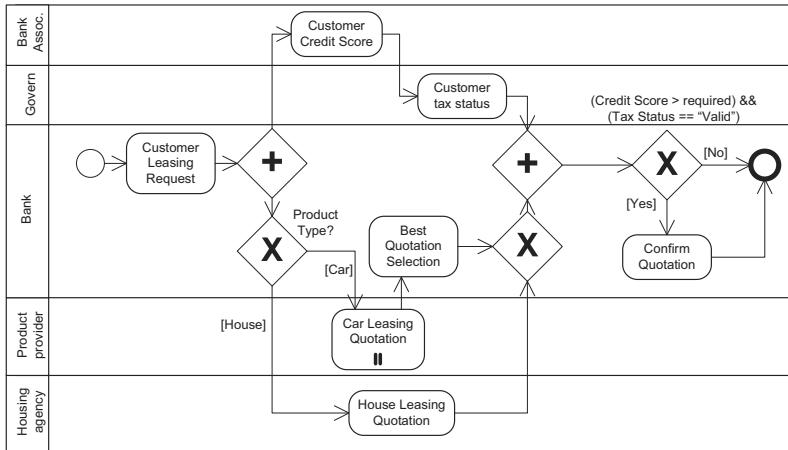 Bank
Assoc.
Customer
Credit Score
Govern
Customer
tax status
(Credit Score > required) &&
(Tax Status == “Valid”)
Bank
Customer
Leasing
Request
+
+
X
[No]
Product
Type?
X
[Car]
Best
Quotation
Selection
X
[Yes]
Confirm
Quotation
Product
provider
[House]
Car Leasing
Quotation
Housing
agency
House Leasing
Quotation